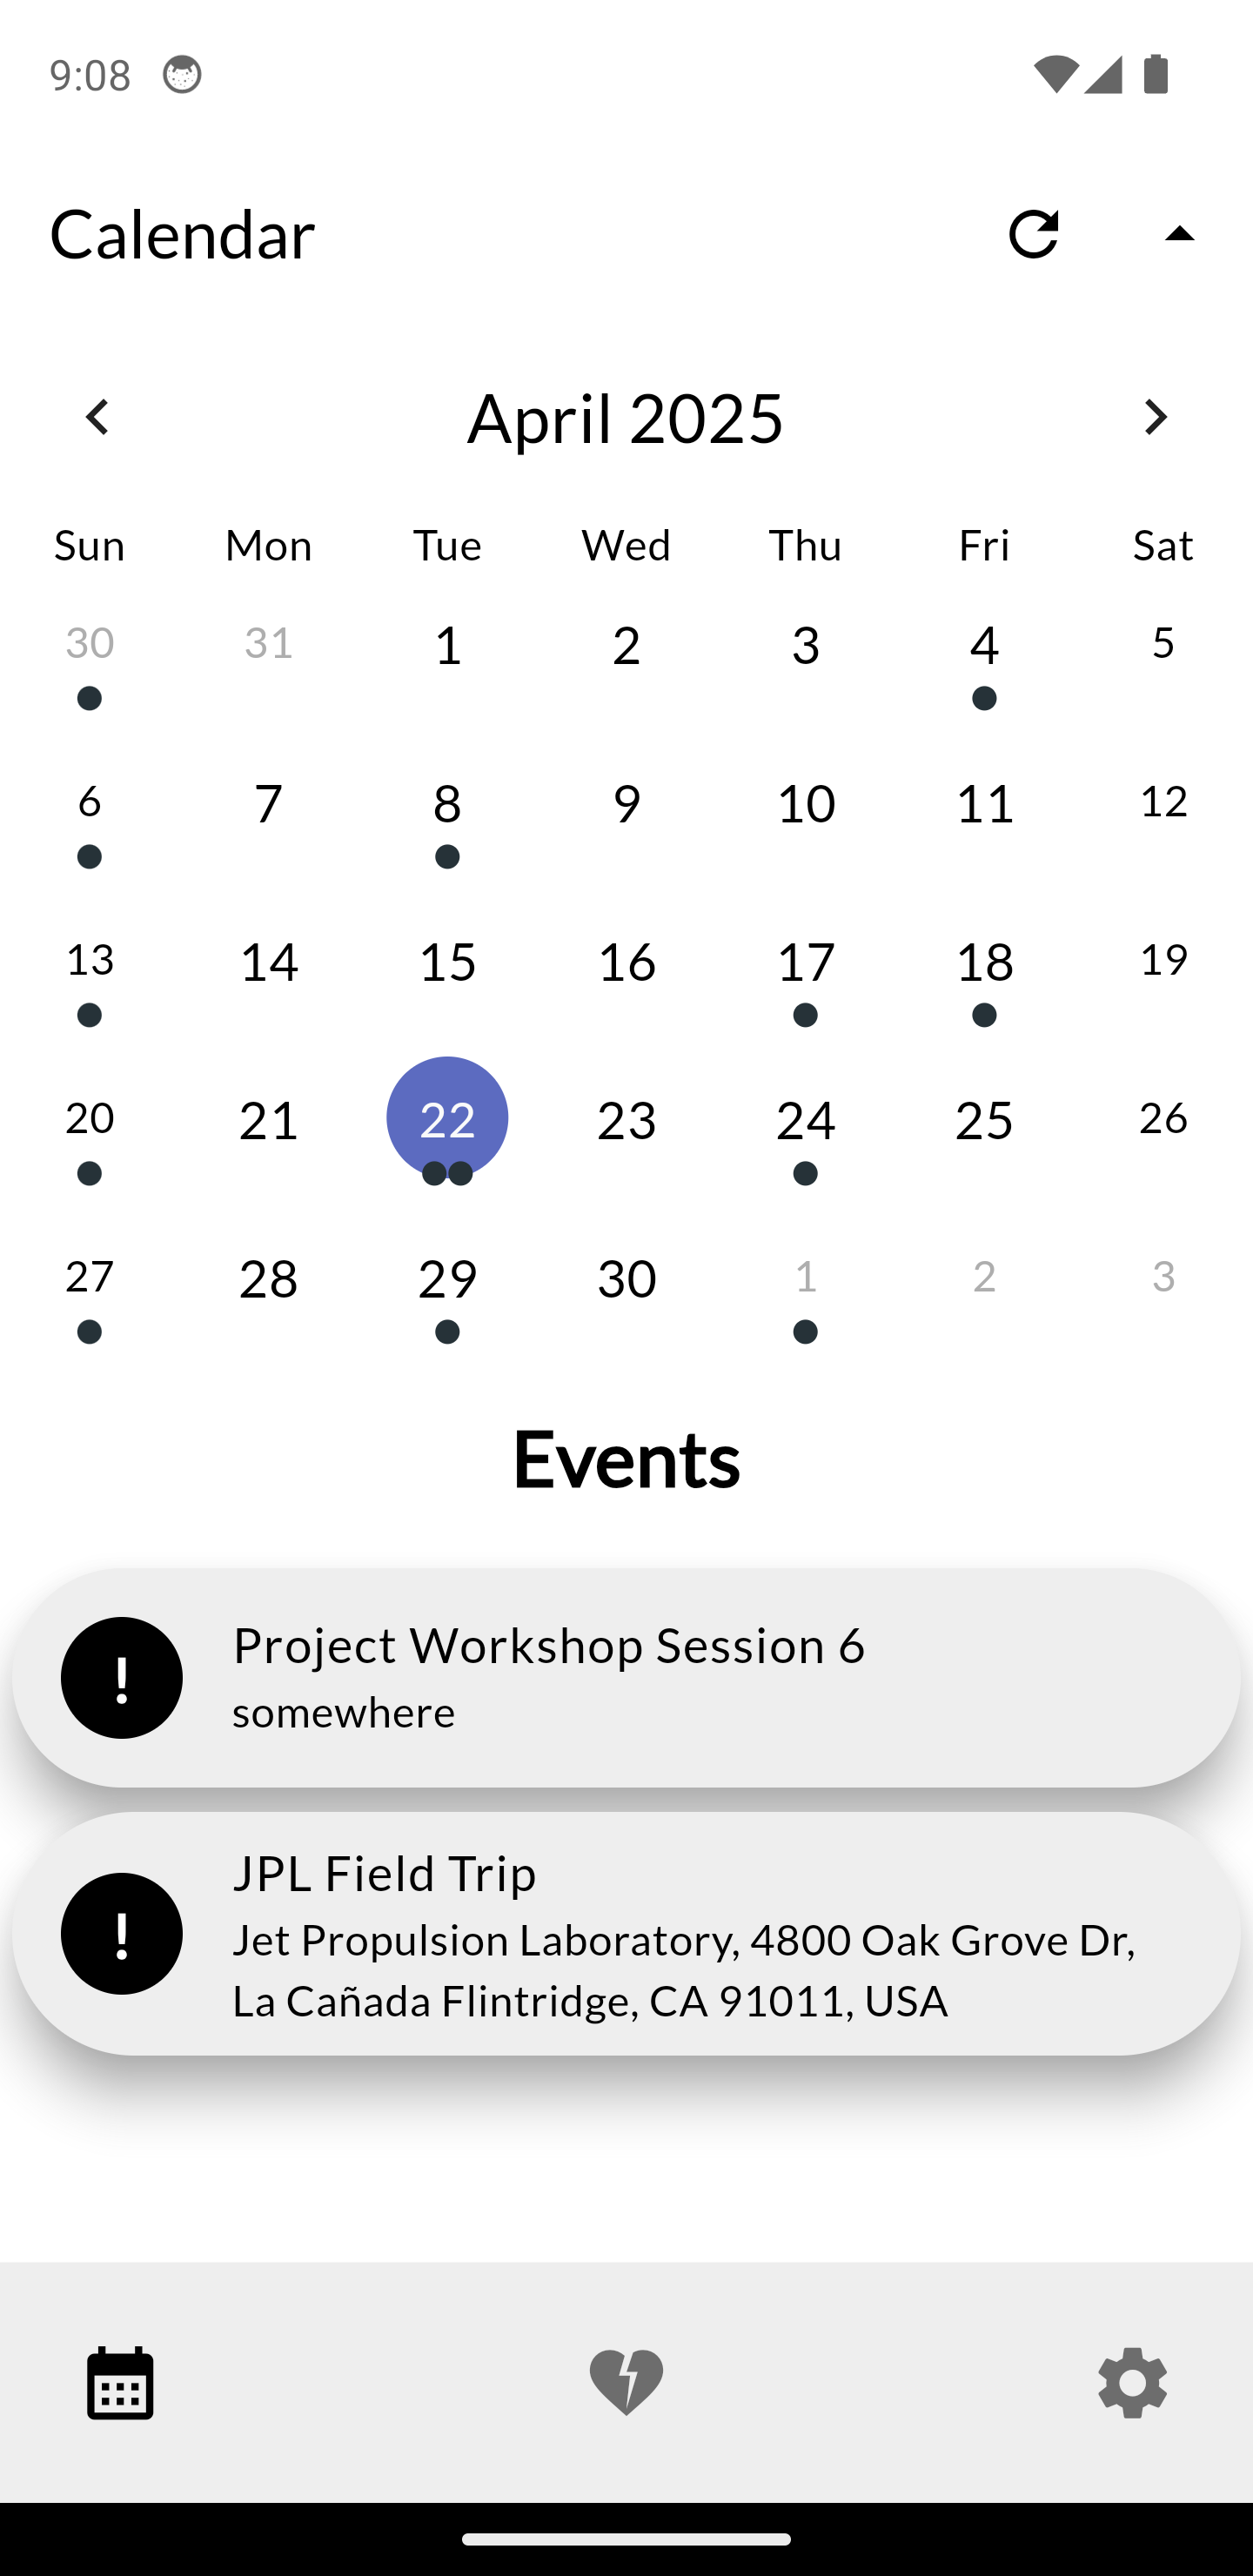 9:08
Calendar
April 2025
Sun Mon Tue Wed Thu Fri Sat
30 31 1 2 3 4 5
6 7 8 9 10 11 12
13 14 15 16 17 18 19
20 21 22 23 24 25 26
27 28 29 30 1 2 3
Events
!
Project Workshop Session 6
somewhere
!
JPL Field Trip
Jet Propulsion Laboratory, 4800 Oak Grove Dr,
La Cañada Flintridge, CA 91011, USA